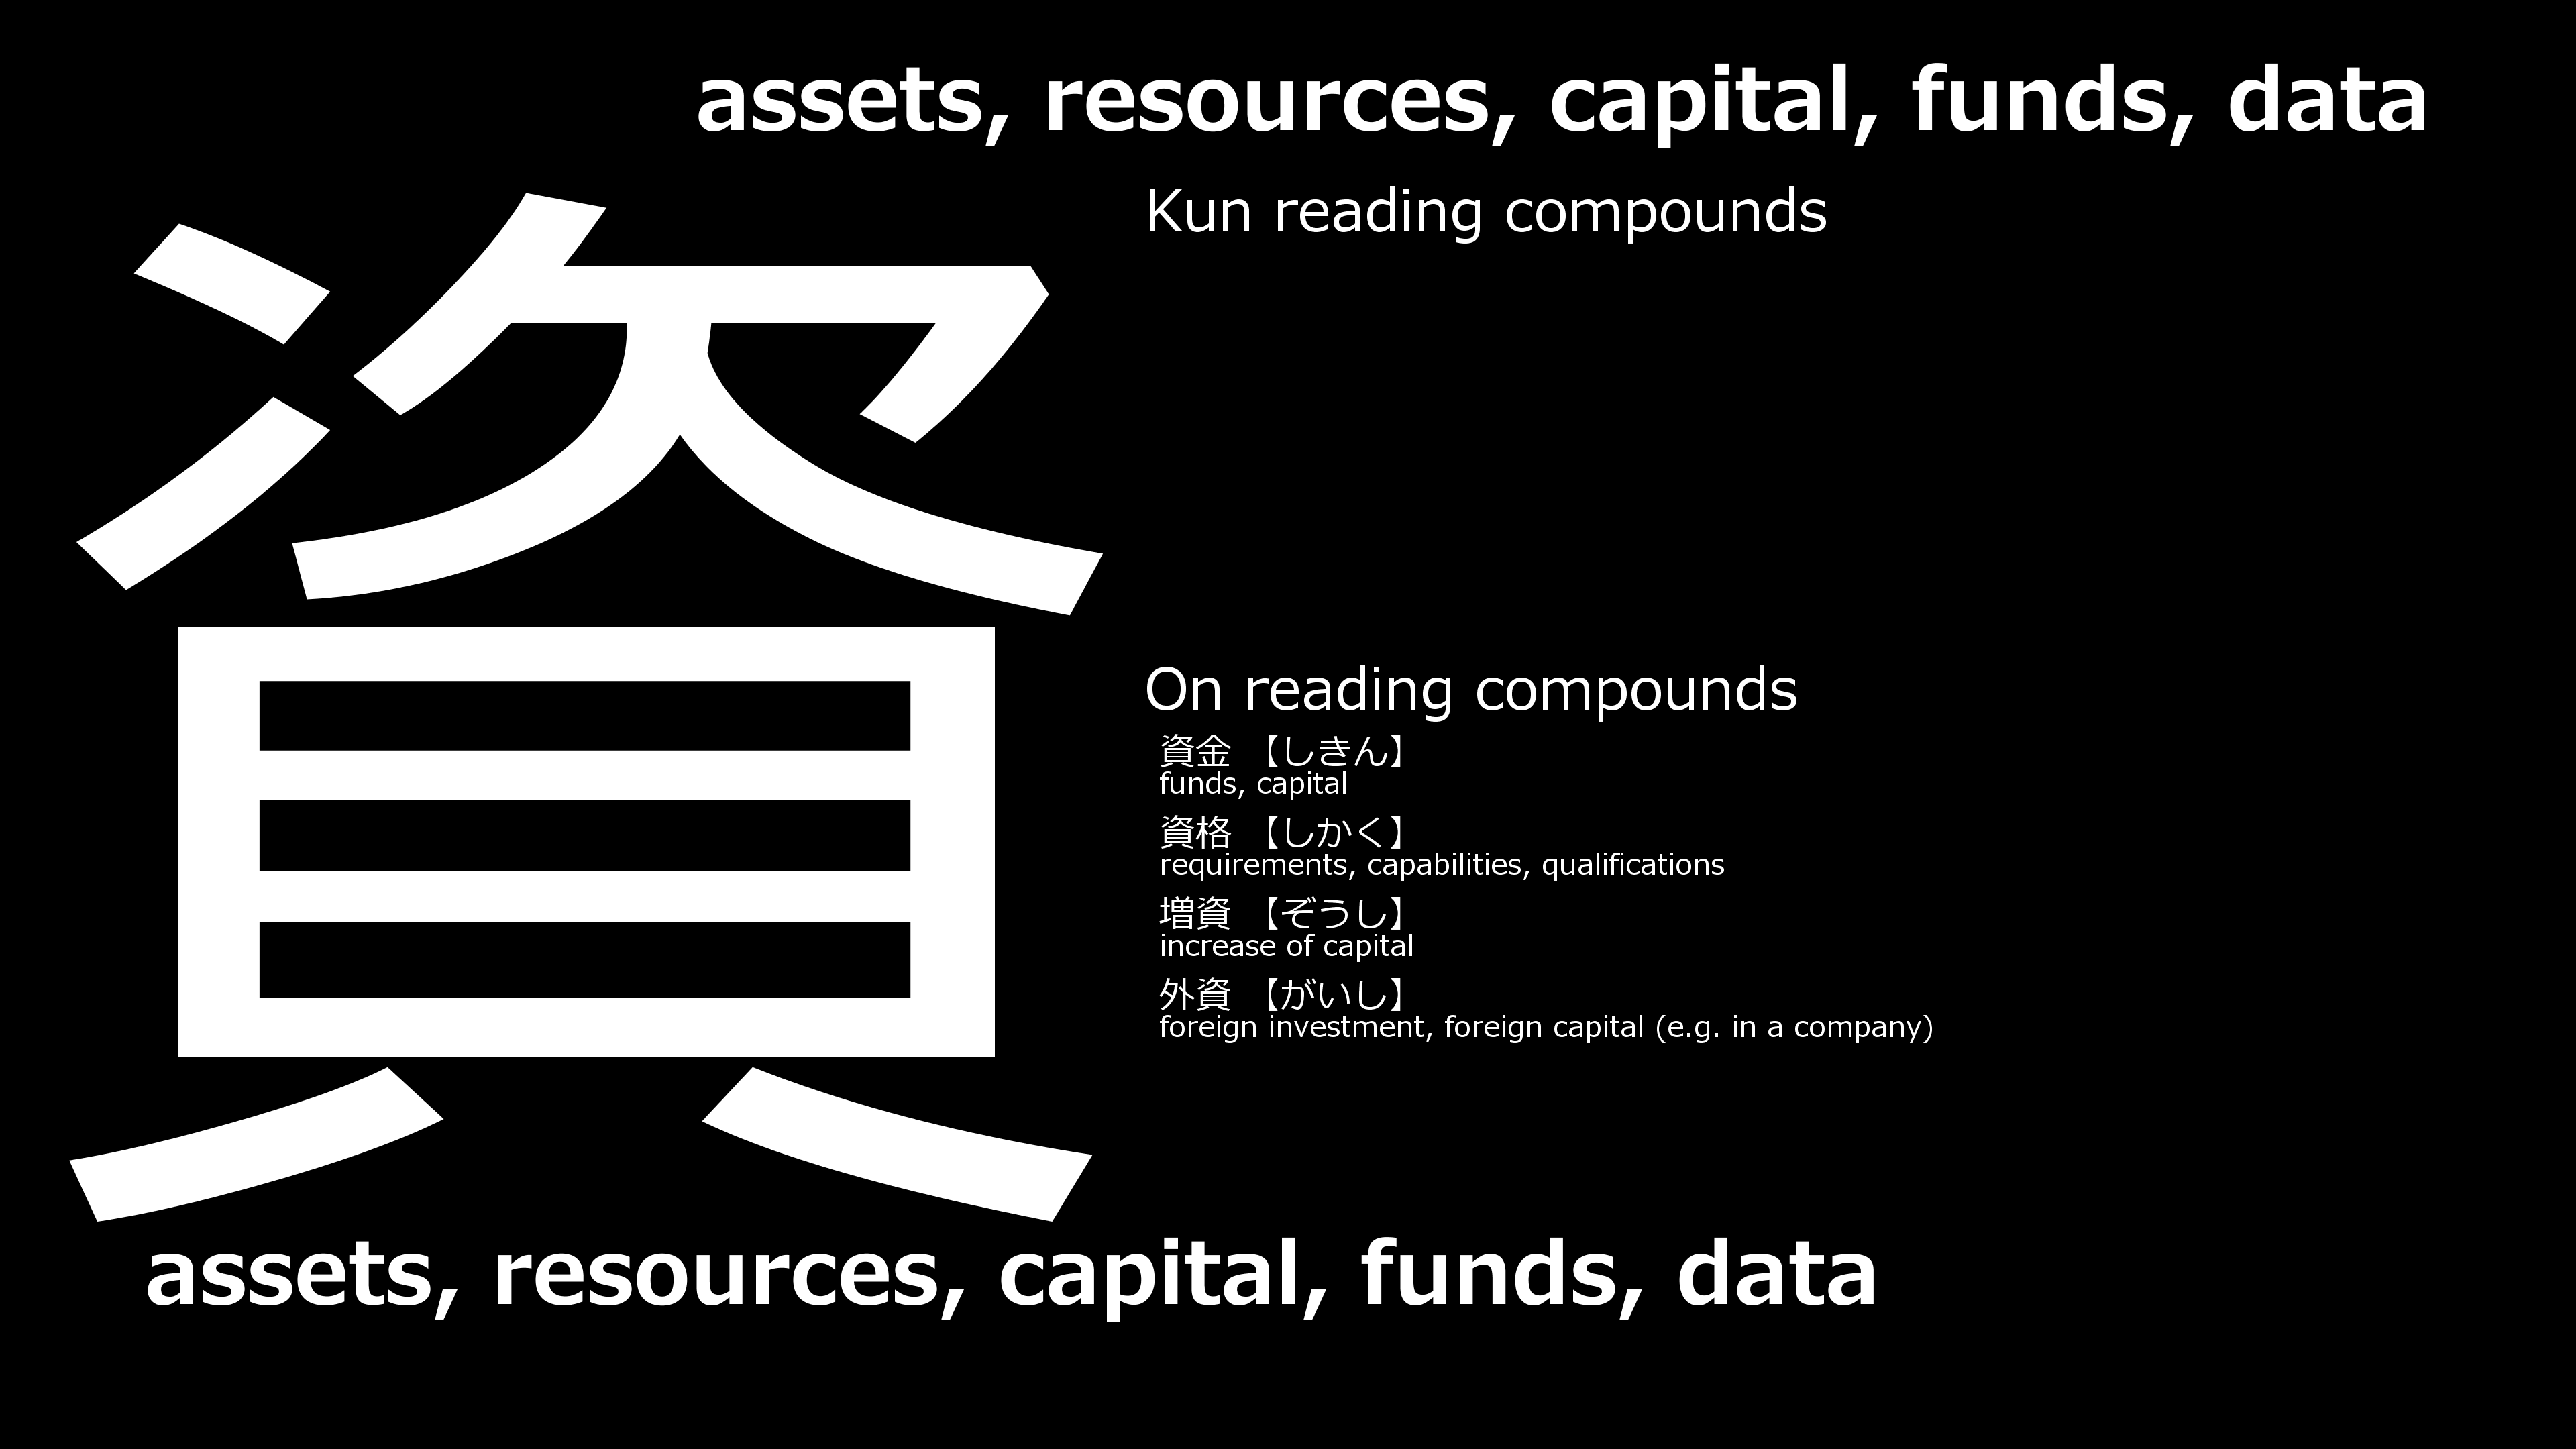 assets, resources, capital, funds, data
資
Kun reading compounds
On reading compounds
資金 【しきん】
funds, capital
資格 【しかく】
requirements, capabilities, qualifications
増資 【ぞうし】
increase of capital
外資 【がいし】
foreign investment, foreign capital (e.g. in a company)
assets, resources, capital, funds, data